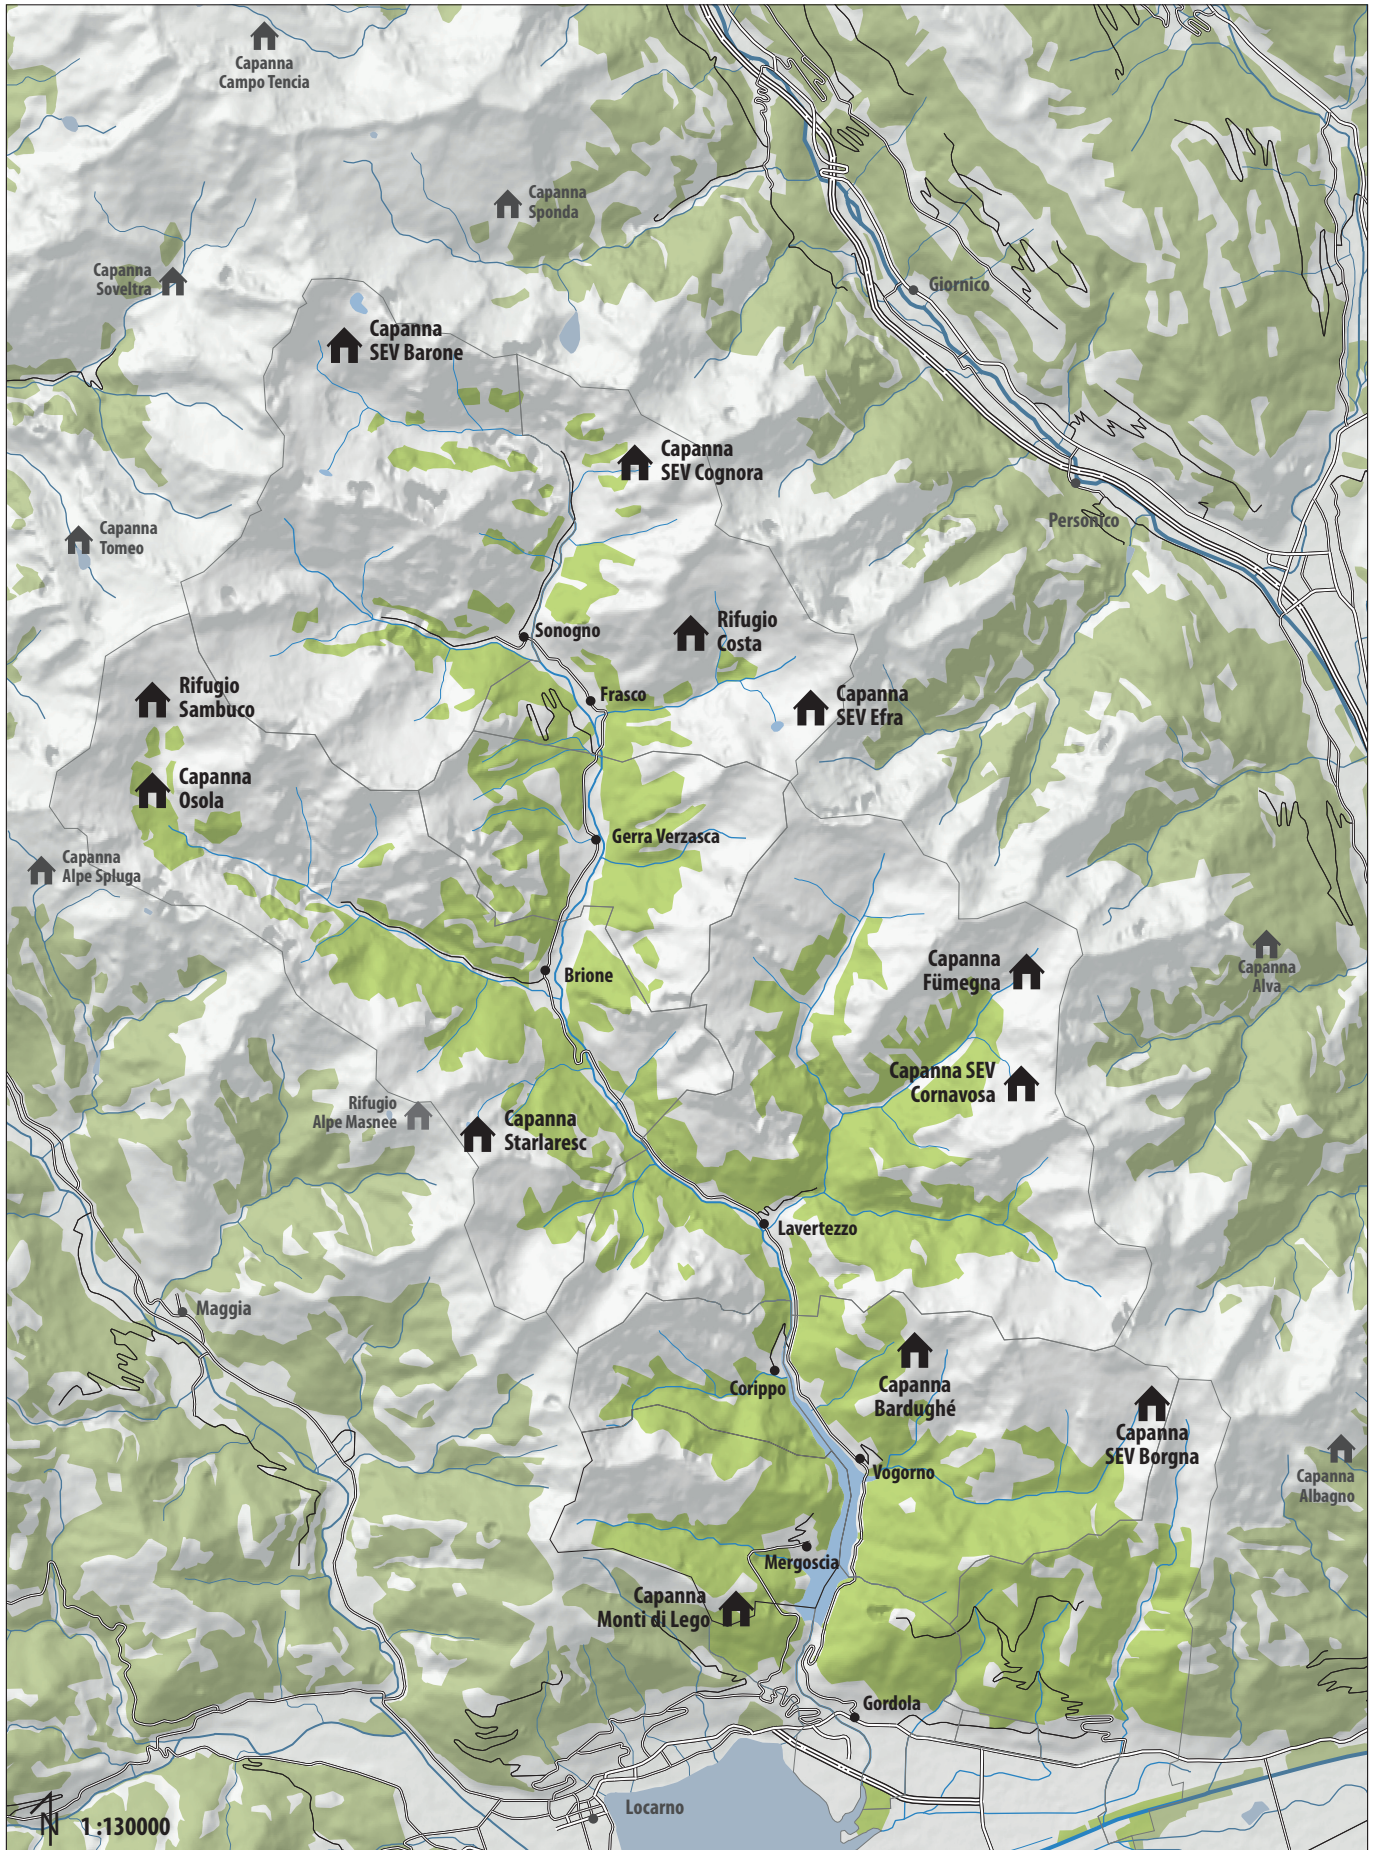 Capanna
Campo Tencia
Capanna
Sponda
Capanna
Soveltra
Giornico
Capanna
SEV Barone
Capanna
SEV Cognora
Personico
Capanna
Tomeo
Sonogno
Rifugio
Costa
Rifugio
Sambuco
Frasco
Capanna
SEV Efra
Capanna
Osola
Gerra Verzasca
Capanna
Alpe Spluga
Brione
Capanna
Fümegna
Capanna
Alva
Capanna SEV
Cornavosa
Rifugio
Alpe Masnee
Capanna
Starlaresc
Lavertezzo
Maggia
Corippo
Capanna
Bardughé
Capanna
SEV Borgna
Vogorno
Capanna
Albagno
Mergoscia
Capanna
Monti di Lego
Gordola
Locarno
N
1:130000